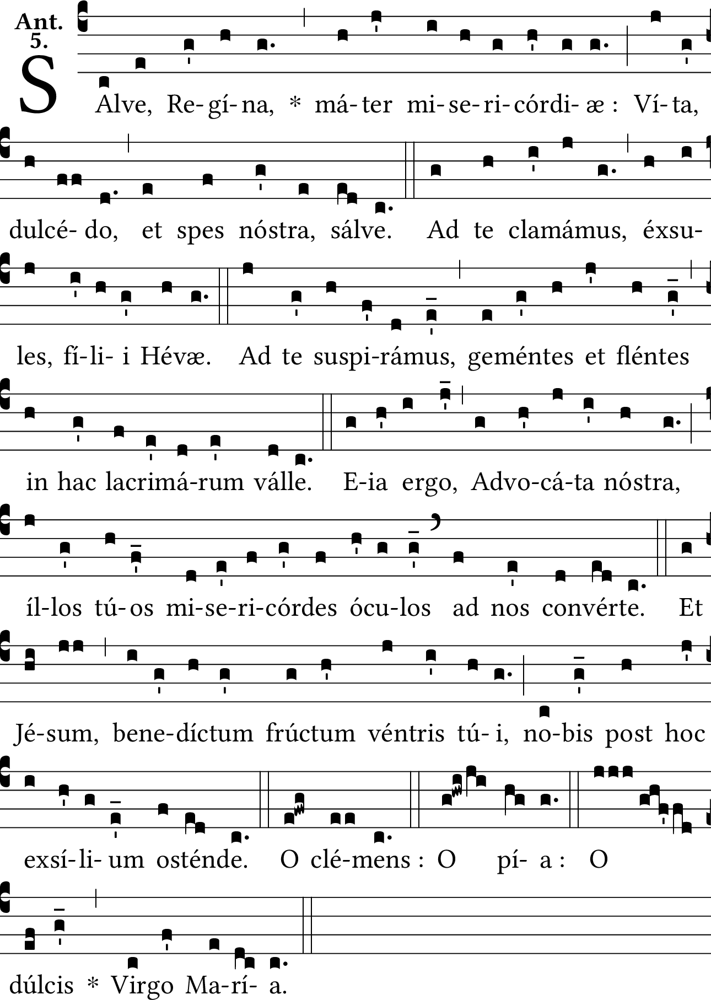 Ant.
5.
SAlve, Re-gí-na, * má-ter mi-se-ri-córdi-æ : Ví-ta,
dulcé-do, et spes nóstra, sálve. Ad te clamámus, éxsu-
les, fí-li-i Hévæ. Ad te suspi-rámus, geméntes et fléntes
in hac lacrimá-rum válle. E-ia ergo, Advo-cá-ta nóstra,
íl-los tú-os mi-se-ri-córdes ócu-los ad nos convérte. Et
Jé-sum, bene-díctum frúctum véntris tú-i, no-bis post hoc
exsí-li-um osténde. O clé-mens : O pí-a : O
dúlcis * Virgo Ma-rí-a.